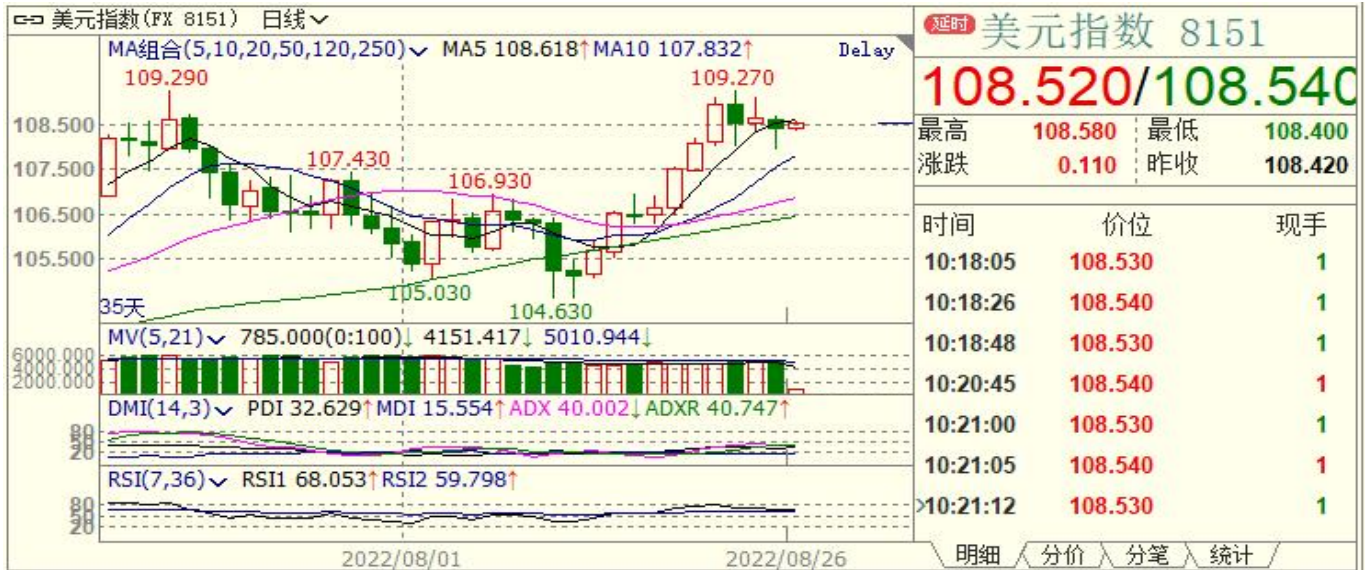 美元指数(FX 8151) 日线
MA组合(5,10,20,50,120,250) MA5 108.618↑MA10 107.832↑ Delay
109.290
109.270
108.500
107.430
107.500
106.930
106.500
105.500
105.030
104.630
35天
MV(5,21) 785.000(0:100)↓ 4151.417↓ 5010.944↓
6000.000
4000.000
2000.000
DMI(14,3) PDI 32.629↑MDI 15.554↑ADX 40.002↓ADXR 40.747↑
80
50
20
RSI(7,36) RSI1 68.053↑RSI2 59.798↑
80
50
20
2022/08/01 2022/08/26
延时 美元指数 8151
108.520/108.540
最高 108.580 最低 108.400
涨跌 0.110 昨收 108.420
时间 价位 现手
10:18:05 108.530 1
10:18:26 108.540 1
10:18:48 108.530 1
10:20:45 108.540 1
10:21:00 108.530 1
10:21:05 108.540 1
10:21:12 108.530 1
明细 分价 分笔 统计